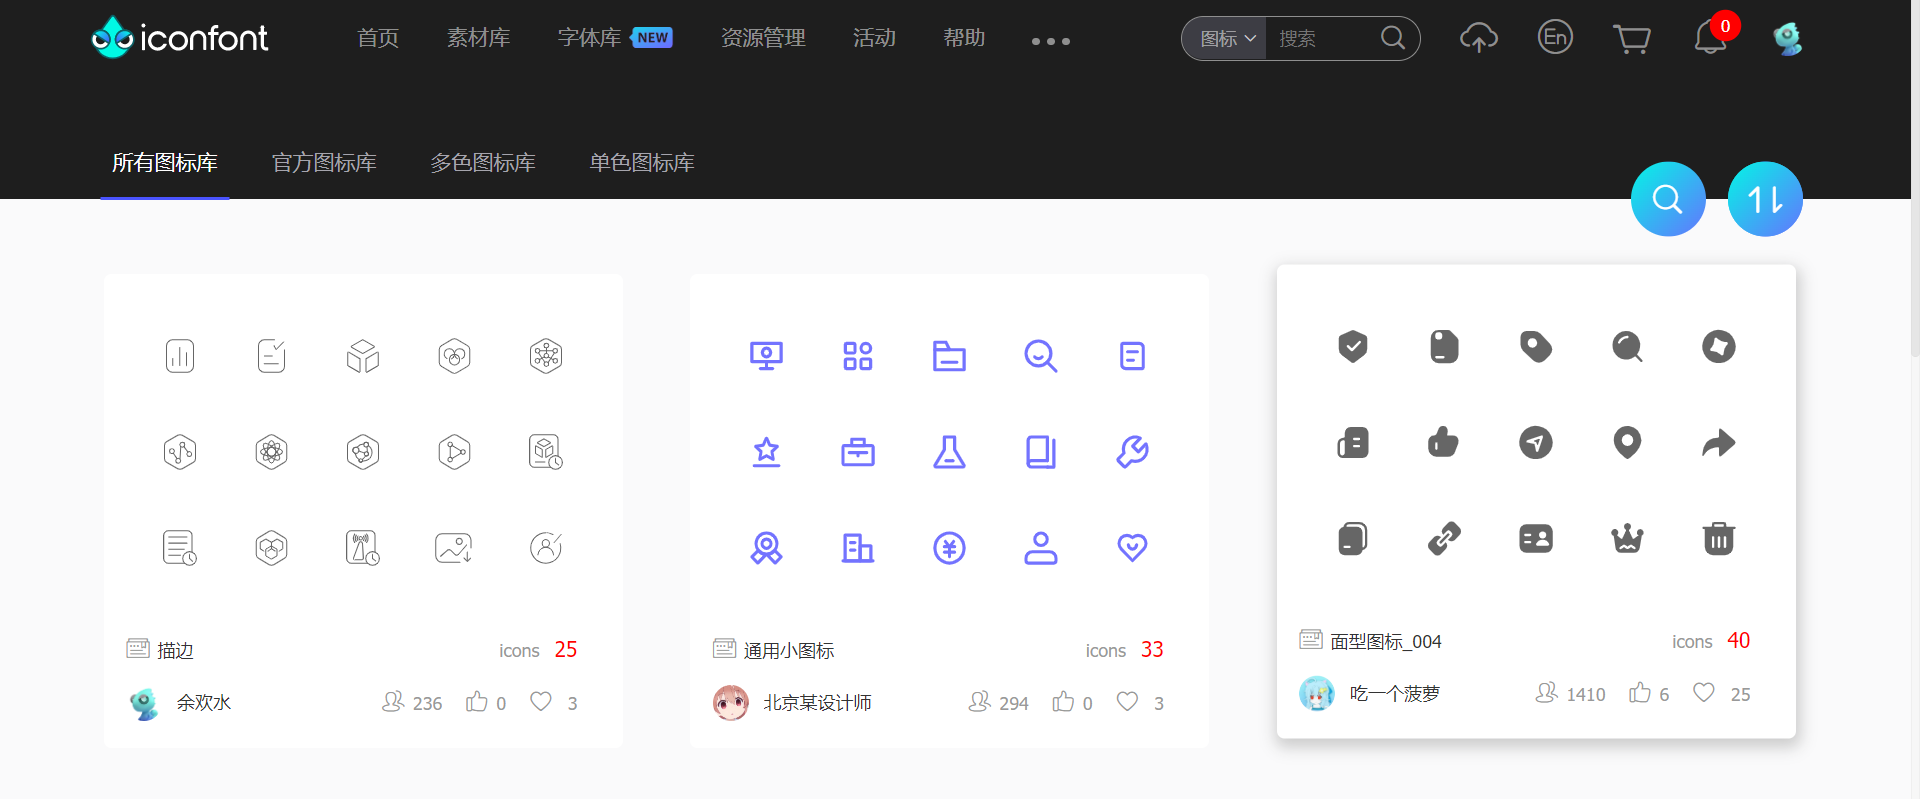 iconfont 首页 素材库 字体库 NEW 资源管理 活动 帮助 ••• 图标 搜索 En 0
所有图标库 官方图标库 多色图标库 单色图标库
描边 icons 25
余欢水 236 0 3
通用小图标 icons 33
北京某设计师 294 0 3
面型图标_004 icons 40
吃一个菠萝 1410 6 25